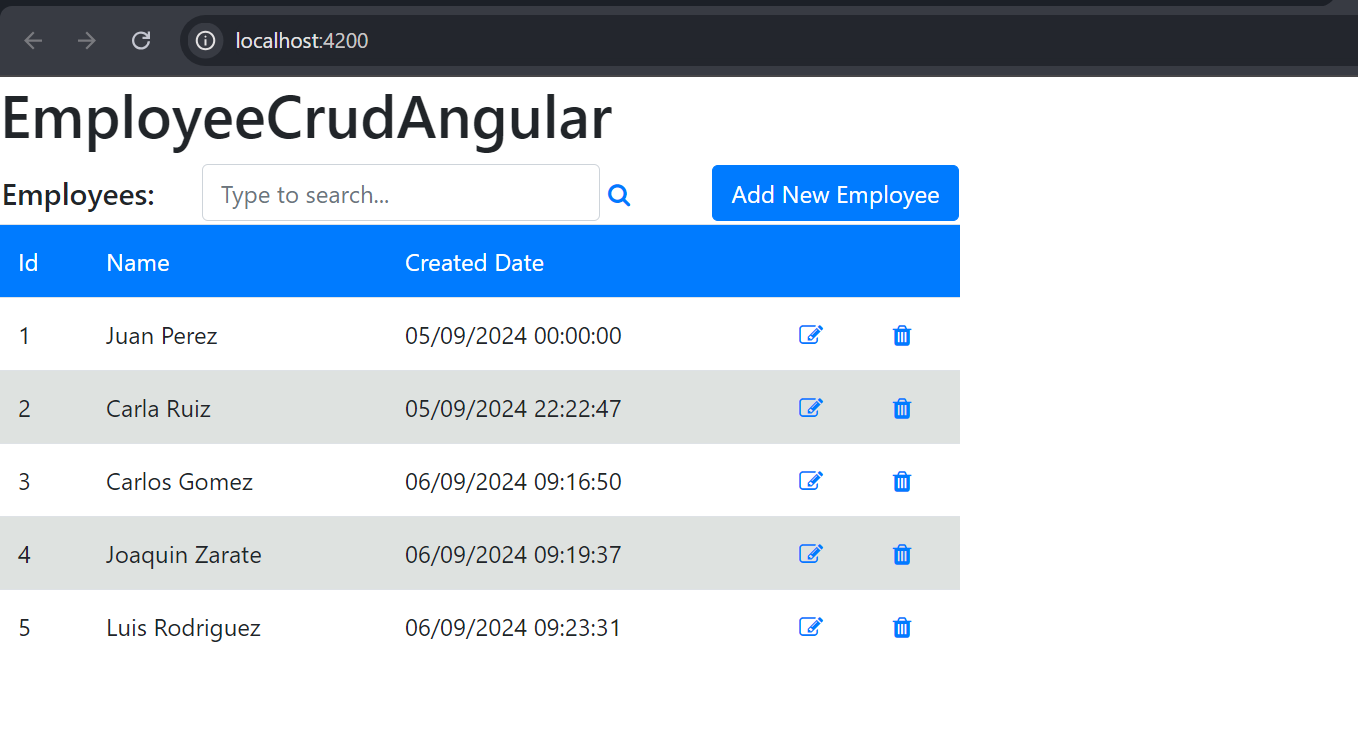 localhost:4200
EmployeeCrudAngular
Employees: Type to search... Add New Employee
Id Name Created Date
1 Juan Perez 05/09/2024 00:00:00
2 Carla Ruiz 05/09/2024 22:22:47
3 Carlos Gomez 06/09/2024 09:16:50
4 Joaquin Zarate 06/09/2024 09:19:37
5 Luis Rodriguez 06/09/2024 09:23:31